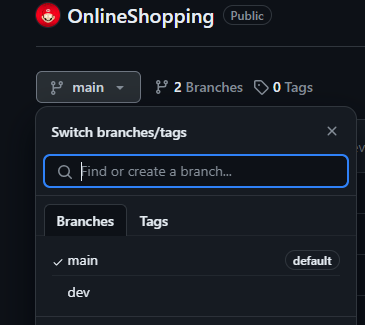 OnlineShopping Public
main 2 Branches 0 Tags
Switch branches/tags
Find or create a branch...
Branches Tags
main default
dev